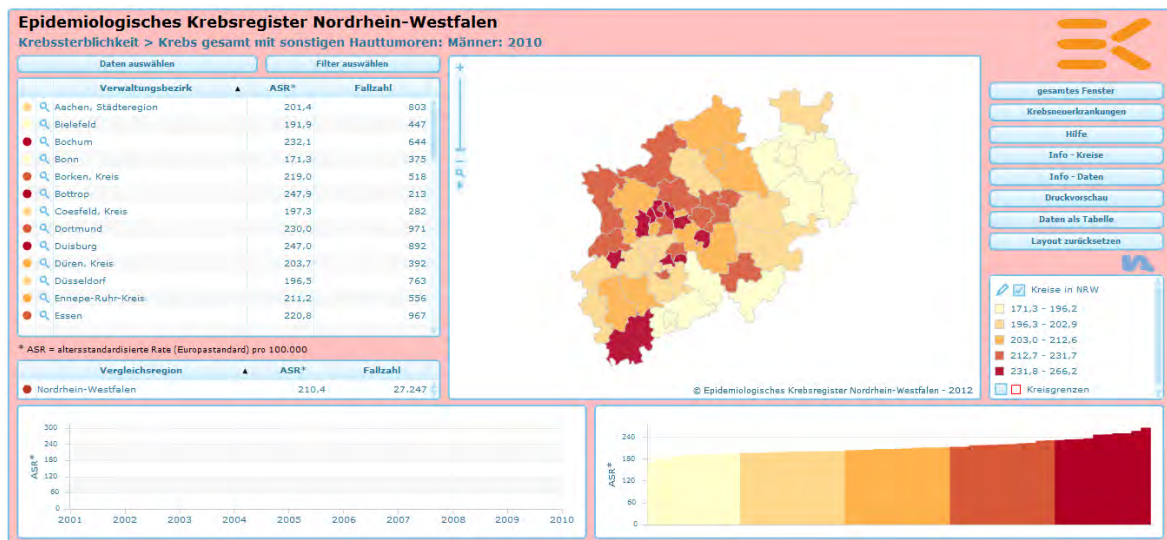 Epidemiologisches Krebsregister Nordrhein-Westfalen
Krebssterblichkeit > Krebs gesamt mit sonstigen Hauttumoren: Männer: 2010
Daten auswählen
Filter auswählen
Verwaltungsbezirk ▲ ASR* Fallzahl
Aachen, Städteregion 201,4 803
Bielefeld 191,9 447
Bochum 232,1 644
Bonn 171,3 375
Borken, Kreis 219,0 518
Bottrop 247,9 213
Coesfeld, Kreis 197,3 282
Dortmund 230,0 971
Duisburg 247,0 892
Düren, Kreis 203,7 392
Düsseldorf 196,5 763
Ennepe-Ruhr-Kreis 211,2 556
Essen 220,8 967
* ASR = altersstandardisierte Rate (Europastandard) pro 100.000
Vergleichsregion ▲ ASR* Fallzahl
Nordrhein-Westfalen 210,4 27.247
© Epidemiologisches Krebsregister Nordrhein-Westfalen - 2012
gesamtes Fenster
Krebsneuerkrankungen
Hilfe
Info - Kreise
Info - Daten
Druckvorschau
Daten als Tabelle
Layout zurücksetzen
Kreise in NRW
171,3 - 196,2
196,3 - 202,9
203,0 - 212,6
212,7 - 231,7
231,8 - 266,2
Kreisgrenzen
ASR*
300
240
180
120
60
0
2001 2002 2003 2004 2005 2006 2007 2008 2009 2010
ASR*
240
180
120
60
0